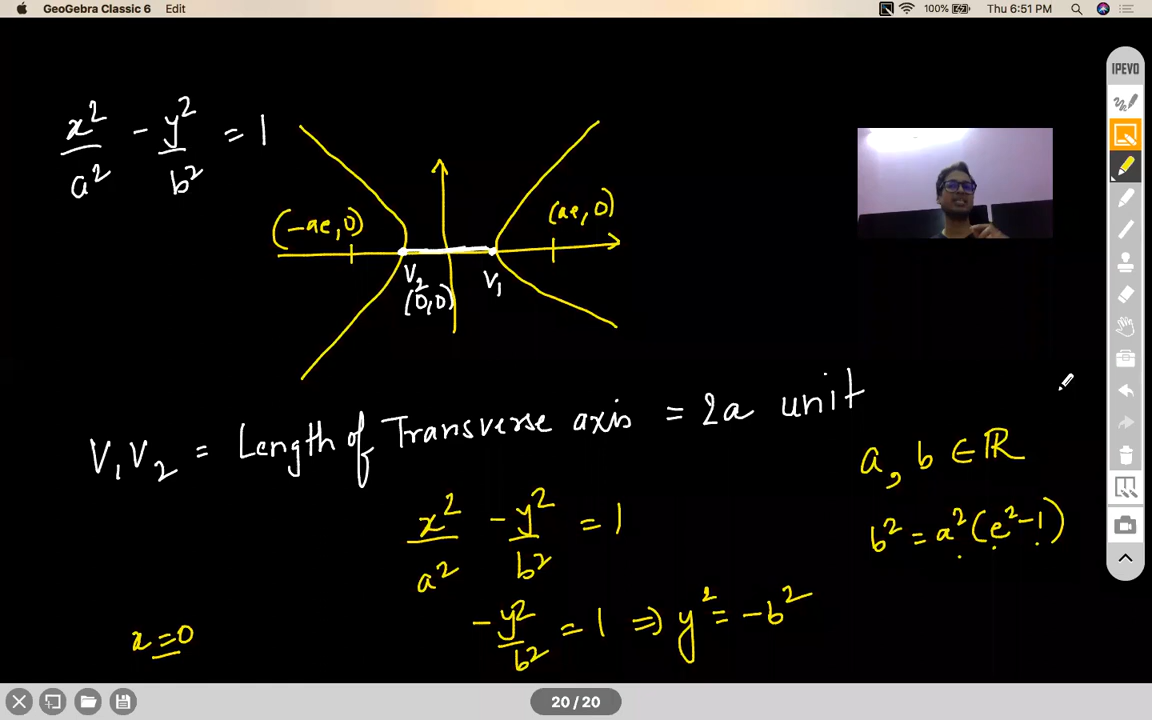 GeoGebra Classic 6 Edit 100% Thu 6:51 PM
IPEVO
x²/a² - y²/b² = 1
(-ae, 0) (ae, 0)
V₂ V₁
(0,0)
V₁V₂ = Length of Transverse axis = 2a unit
a, b ∈ ℝ
x²/a² - y²/b² = 1
b² = a²(e²-1)
-y²/b² = 1 ⇒ y² = -b²
x = 0
20 / 20